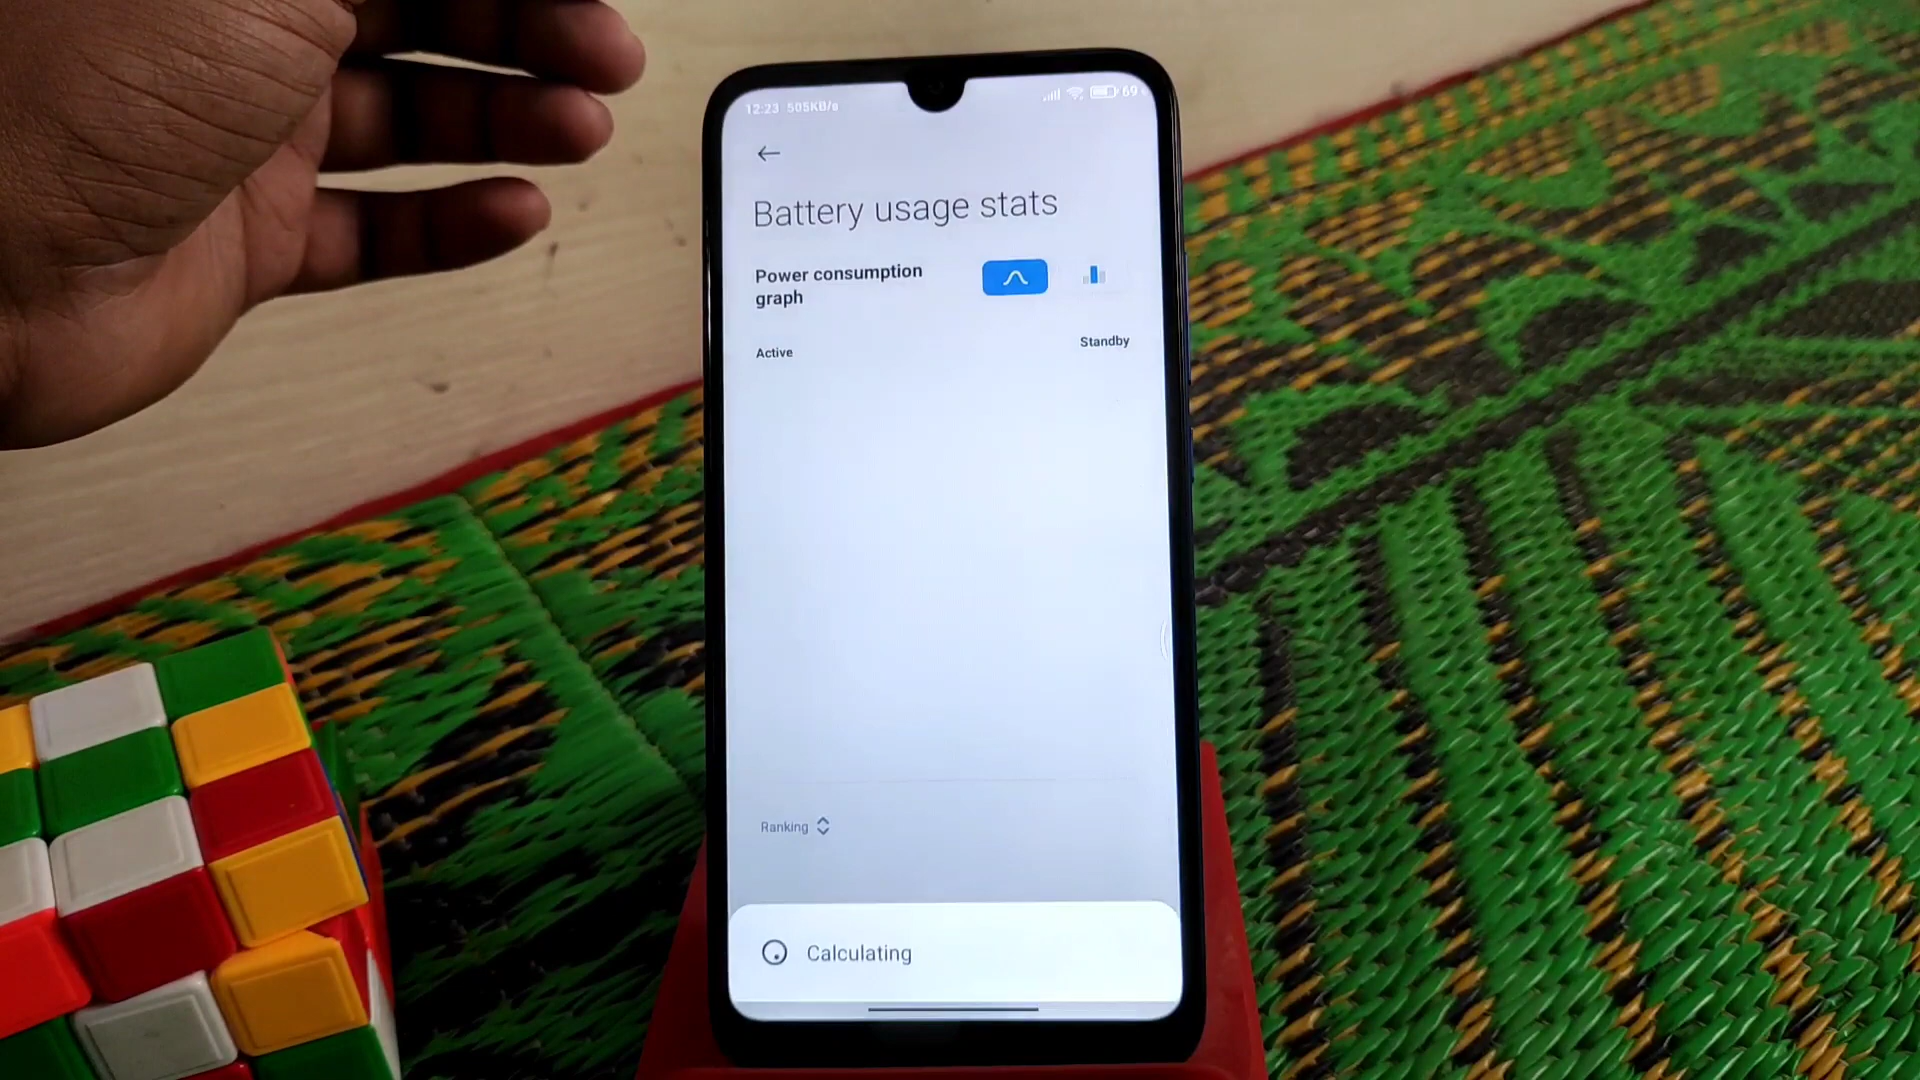 12:23 505KB/s
69
Battery usage stats
Power consumption
graph
Active
Standby
Ranking
Calculating